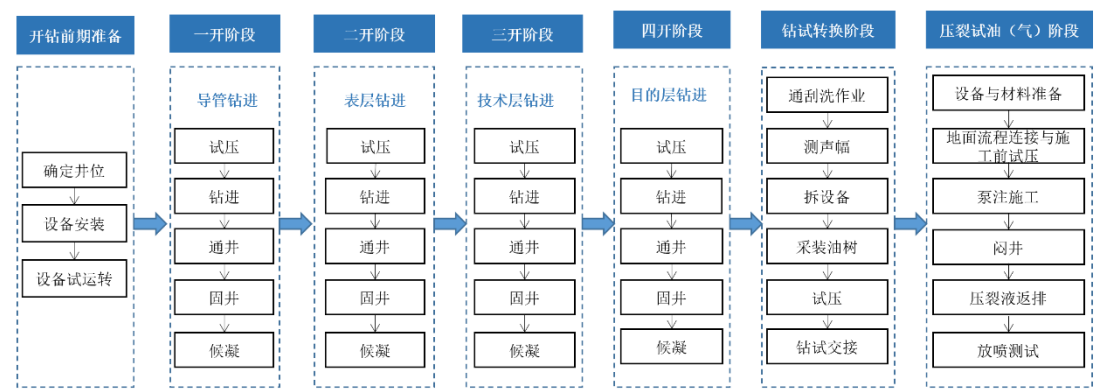 开钻前期准备
确定井位
设备安装
设备试运转
一开阶段
导管钻进
试压
钻进
通井
固井
候凝
二开阶段
表层钻进
试压
钻进
通井
固井
候凝
三开阶段
技术层钻进
试压
钻进
通井
固井
候凝
四开阶段
目的层钻进
试压
钻进
通井
固井
候凝
钻试转换阶段
通刮洗作业
测声幅
拆设备
采装油树
试压
钻试交接
压裂试油（气）阶段
设备与材料准备
地面流程连接与施
工前试压
泵注施工
闷井
压裂液返排
放喷测试